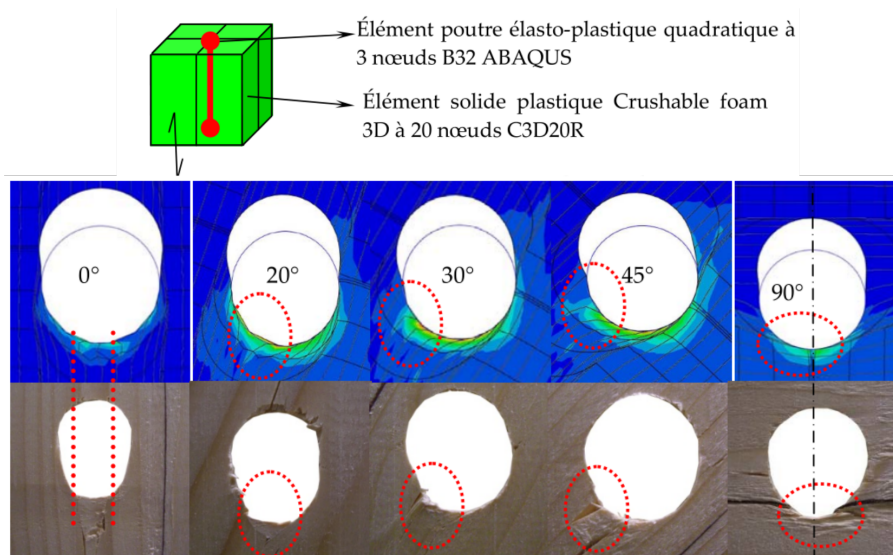 Élément poutre élasto-plastique quadratique à
3 nœuds B32 ABAQUS
Élément solide plastique Crushable foam
3D à 20 nœuds C3D20R
0°
20°
30°
45°
90°